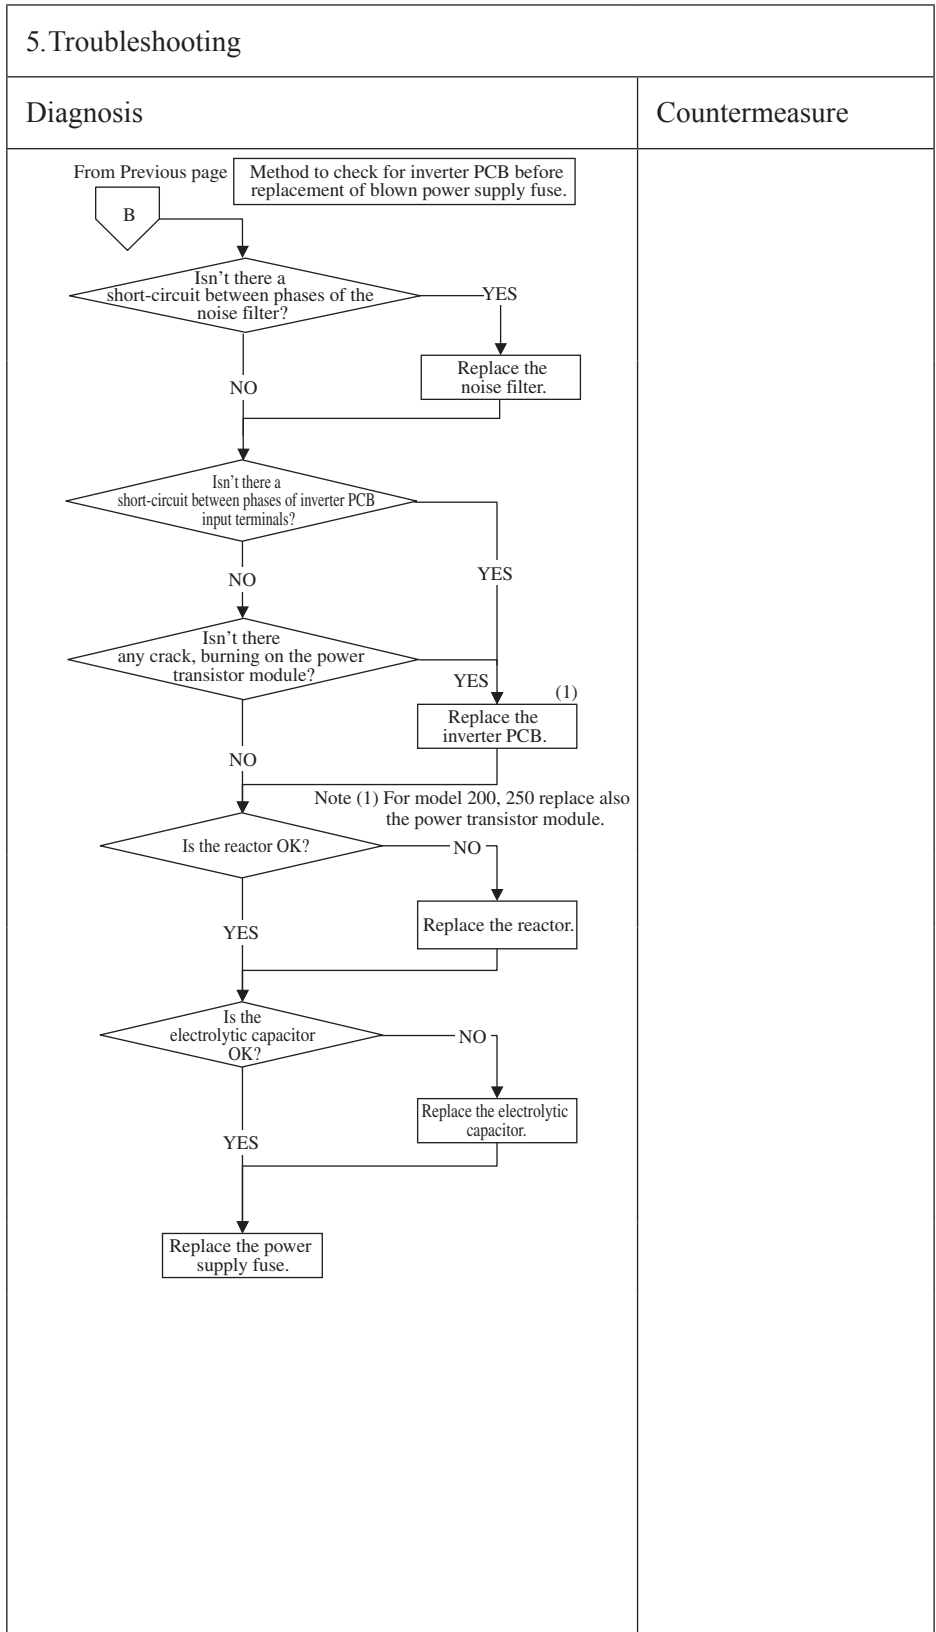 5.Troubleshooting
Diagnosis
Countermeasure
From Previous page
Method to check for inverter PCB before
replacement of blown power supply fuse.
B
Isn't there a
short-circuit between phases of the
noise filter?
YES
Replace the
noise filter.
NO
Isn't there a
short-circuit between phases of inverter PCB
input terminals?
YES
NO
Isn't there
any crack, burning on the power
transistor module?
YES
(1)
Replace the
inverter PCB.
NO
Note (1) For model 200, 250 replace also
the power transistor module.
Is the reactor OK?
NO
Replace the reactor.
YES
Is the
electrolytic capacitor
OK?
NO
Replace the electrolytic
capacitor.
YES
Replace the power
supply fuse.